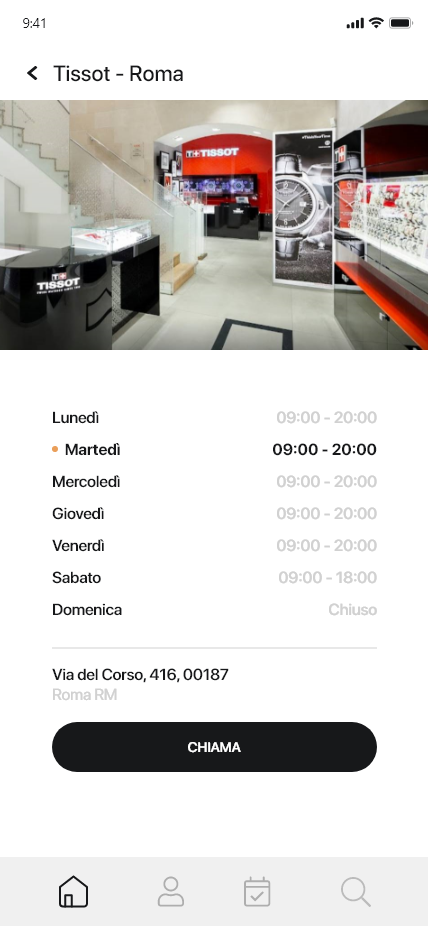 9:41
Tissot - Roma
T+TISSOT
T+
TISSOT
Lunedì 09:00 - 20:00
Martedì 09:00 - 20:00
Mercoledì 09:00 - 20:00
Giovedì 09:00 - 20:00
Venerdì 09:00 - 20:00
Sabato 09:00 - 18:00
Domenica Chiuso
Via del Corso, 416, 00187
Roma RM
CHIAMA